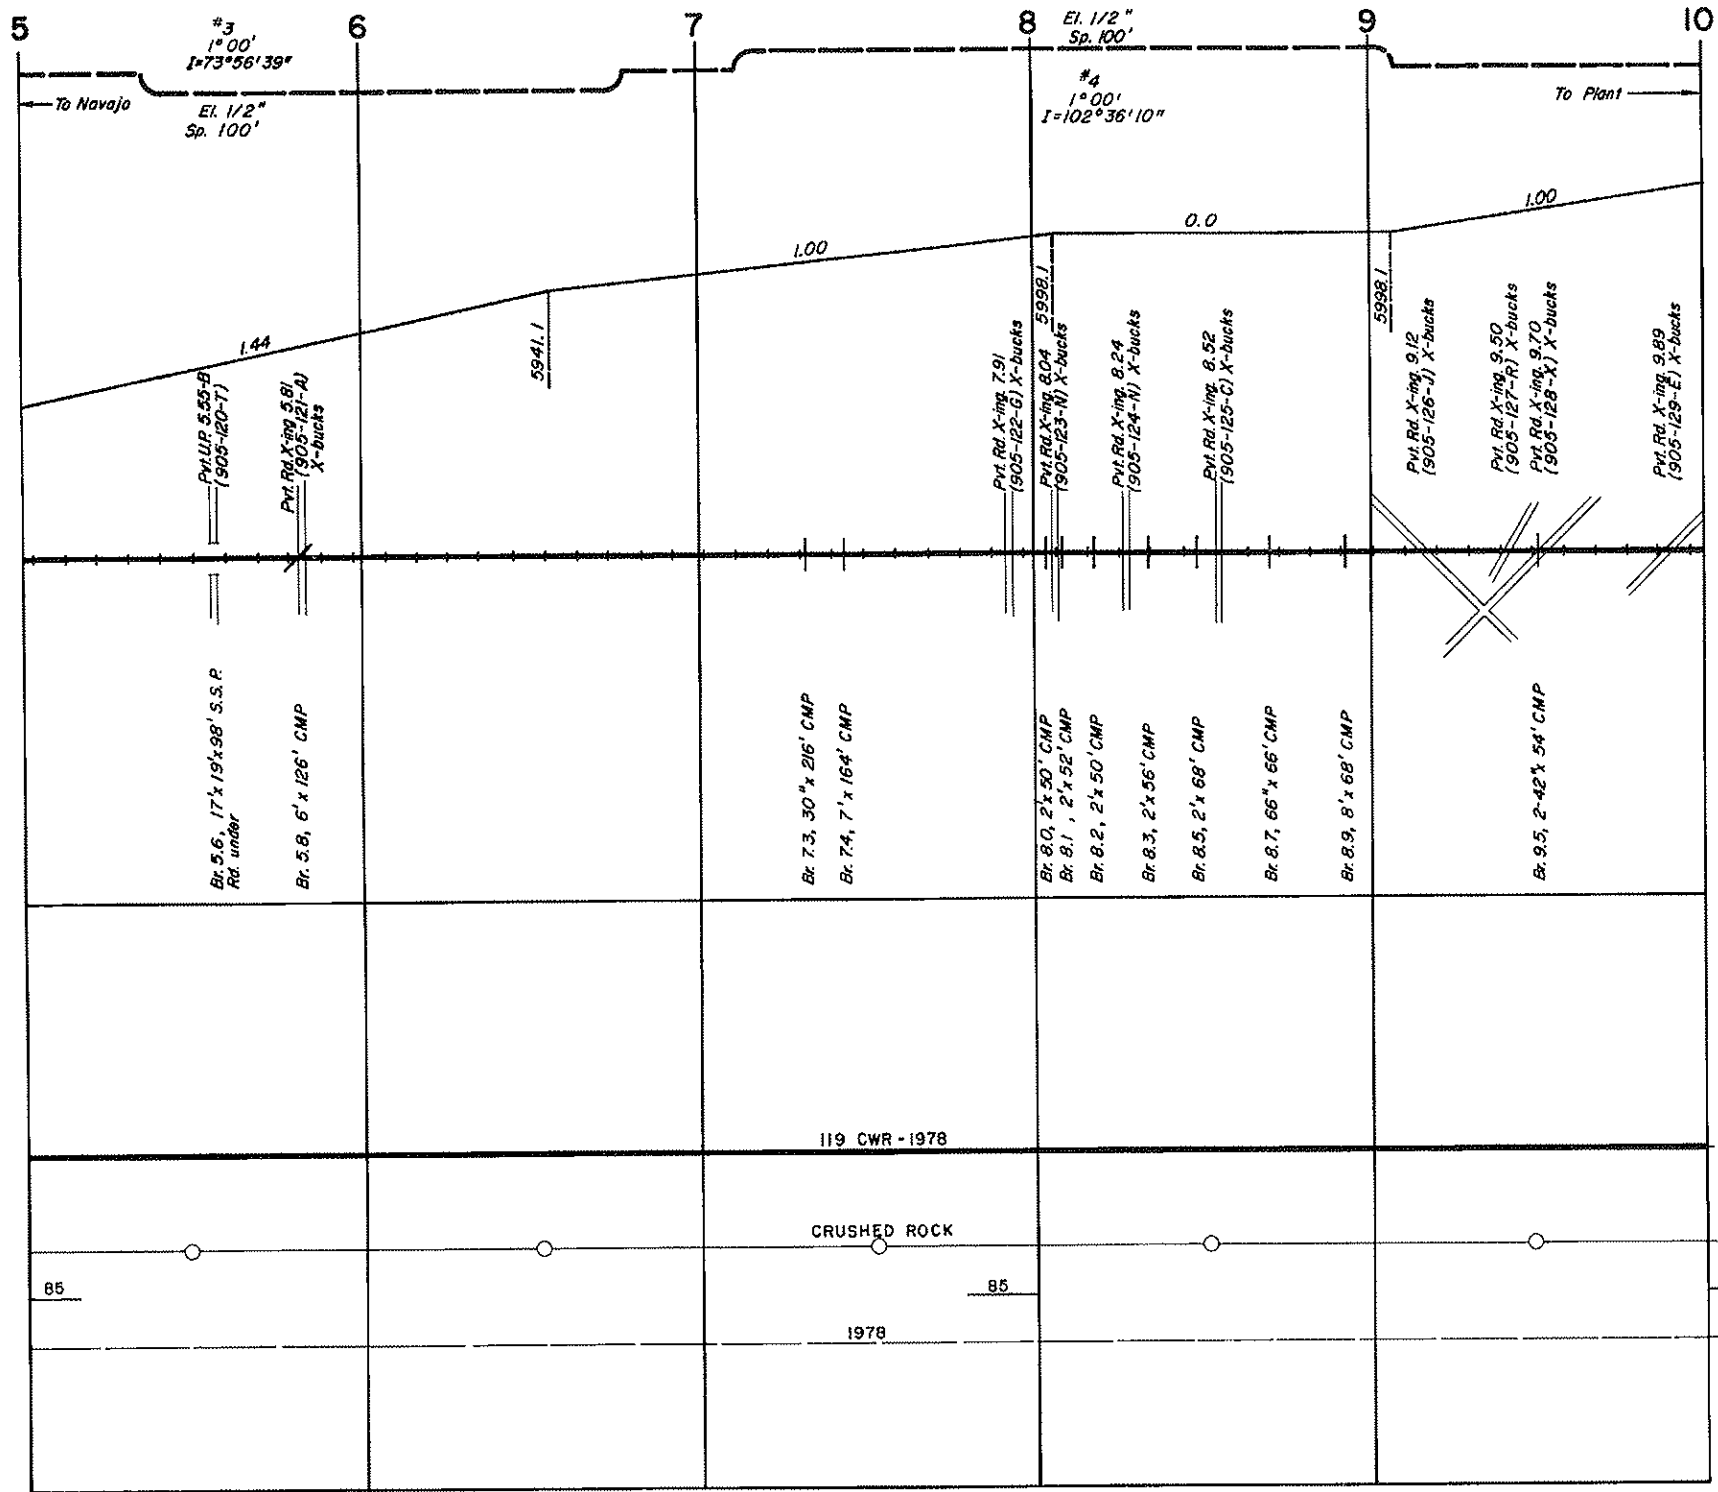 5
6
7
8
9
10
#3
1°00'
I=73°56'39"
El. 1/2"
Sp. 100'
To Navajo
El. 1/2"
Sp. 100'
#4
1°00'
I=102°36'10"
To Plant
1.44
1.00
0.0
1.00
5941.1
5998.1
5998.1
Pvt. U.P. 5.55-B
(905-120-T)
Pvt. Rd. X-ing 5.81
(905-121-A)
X-bucks
Pvt. Rd. X-ing. 7.91
(905-122-G) X-bucks
Pvt. Rd. X-ing. 8.04
(905-123-N) X-bucks
Pvt. Rd. X-ing. 8.24
(905-124-N) X-bucks
Pvt. Rd. X-ing. 8.52
(905-125-C) X-bucks
Pvt. Rd. X-ing. 9.12
(905-126-J) X-bucks
Pvt. Rd. X-ing. 9.50
(905-127-R) X-bucks
Pvt. Rd. X-ing. 9.70
(905-128-X) X-bucks
Pvt. Rd. X-ing. 9.89
(905-129-E) X-bucks
Br. 5.6, 17'x 19'x98' S.S.P.
Rd. under
Br. 5.8, 6' x 126' CMP
Br. 7.3, 30" x 216' CMP
Br. 7.4, 7' x 164' CMP
Br. 8.0, 2'x 50' CMP
Br. 8.1, 2'x 52' CMP
Br. 8.2, 2'x 50' CMP
Br. 8.3, 2'x 56' CMP
Br. 8.5, 2'x 68' CMP
Br. 8.7, 66"x 66' CMP
Br. 8.9, 8' x 68' CMP
Br. 9.5, 2-42"x 54' CMP
119 CWR-1978
CRUSHED ROCK
85
85
1978